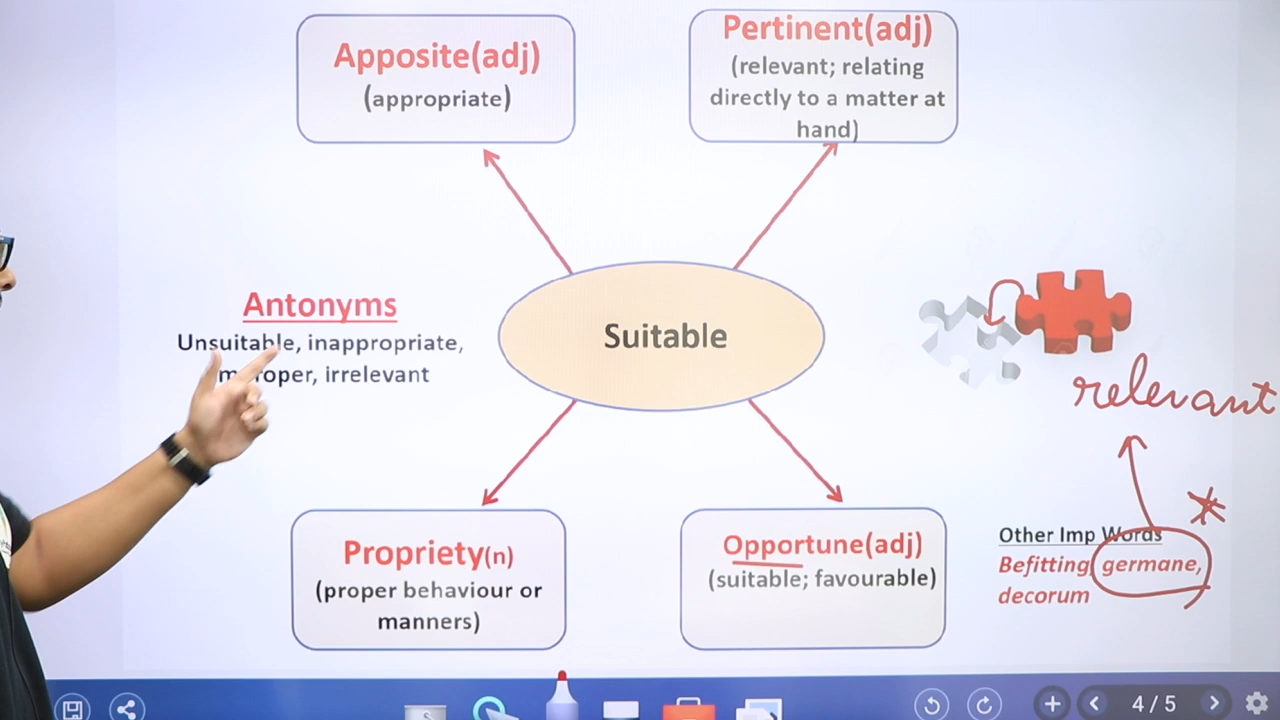 Apposite(adj)
(appropriate)
Pertinent(adj)
(relevant; relating
directly to a matter at
hand)
Antonyms
Unsuitable, inappropriate,
irrelevant
Suitable
relevant
Propriety(n)
(proper behaviour or
manners)
Opportune(adj)
(suitable; favourable)
Other Imp Words
Befitting, germane,
decorum
4 / 5